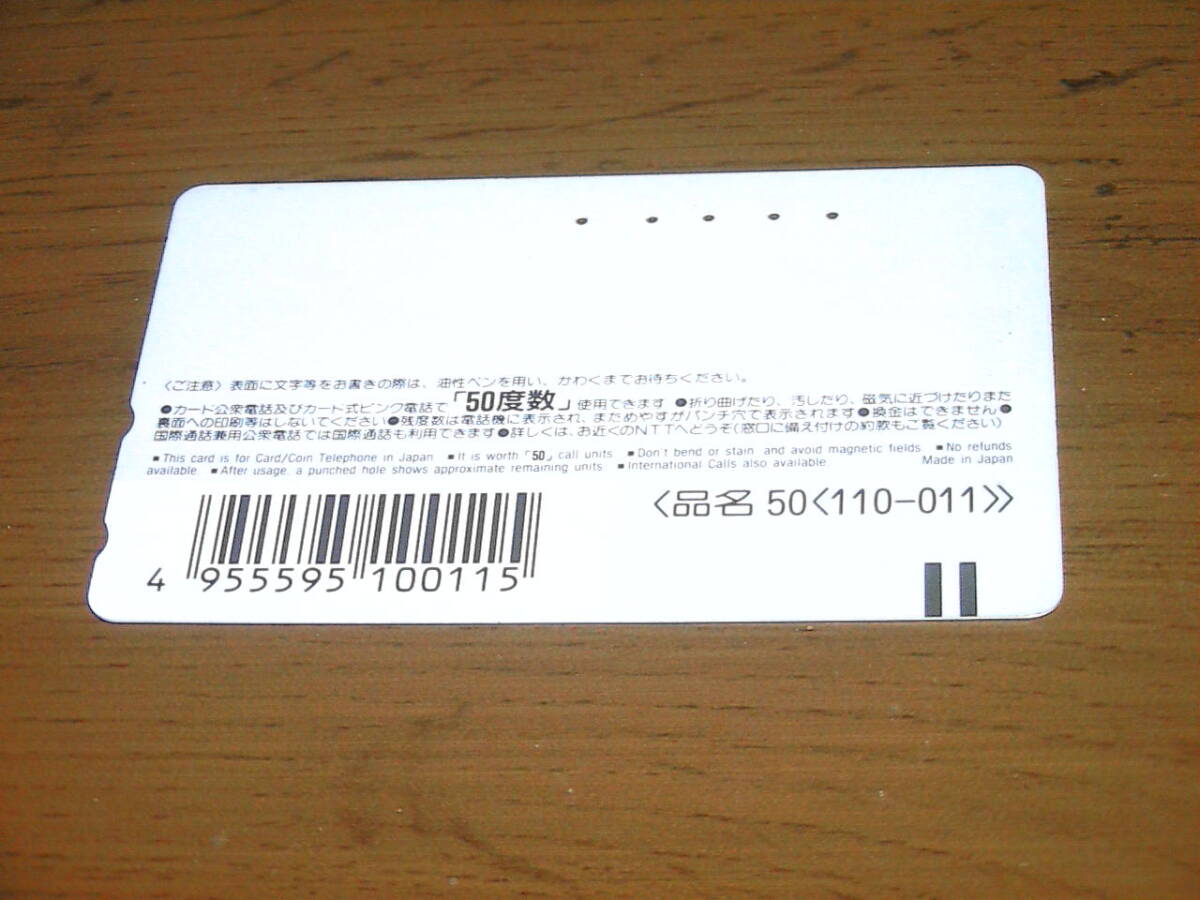 〈ご注意〉表面に文字等をお書きの際は、油性ペンを用い、かわくまでお待ちください。
●カード公衆電話及びカード式ピンク電話で「50度数」使用できます ●折り曲げたり、汚したり、磁気に近づけたりまた
裏面への印刷等はしないでください●残度数は電話機に表示され、まためやすがパンチ穴で表示されます●換金はできません●
国際通話兼用公衆電話では国際通話も利用できます●詳しくは、お近くのNTTへどうぞ(窓口に備え付けの約款もご覧ください)
■This card is for Card/Coin Telephone in Japan ■It is worth「50」call units ■Don't bend or stain and avoid magnetic fields ■No refunds
available. ■After usage, a punched hole shows approximate remaining units ■International Calls also available. Made in Japan
〈品名 50〈110-011〉〉
4 955595 100115